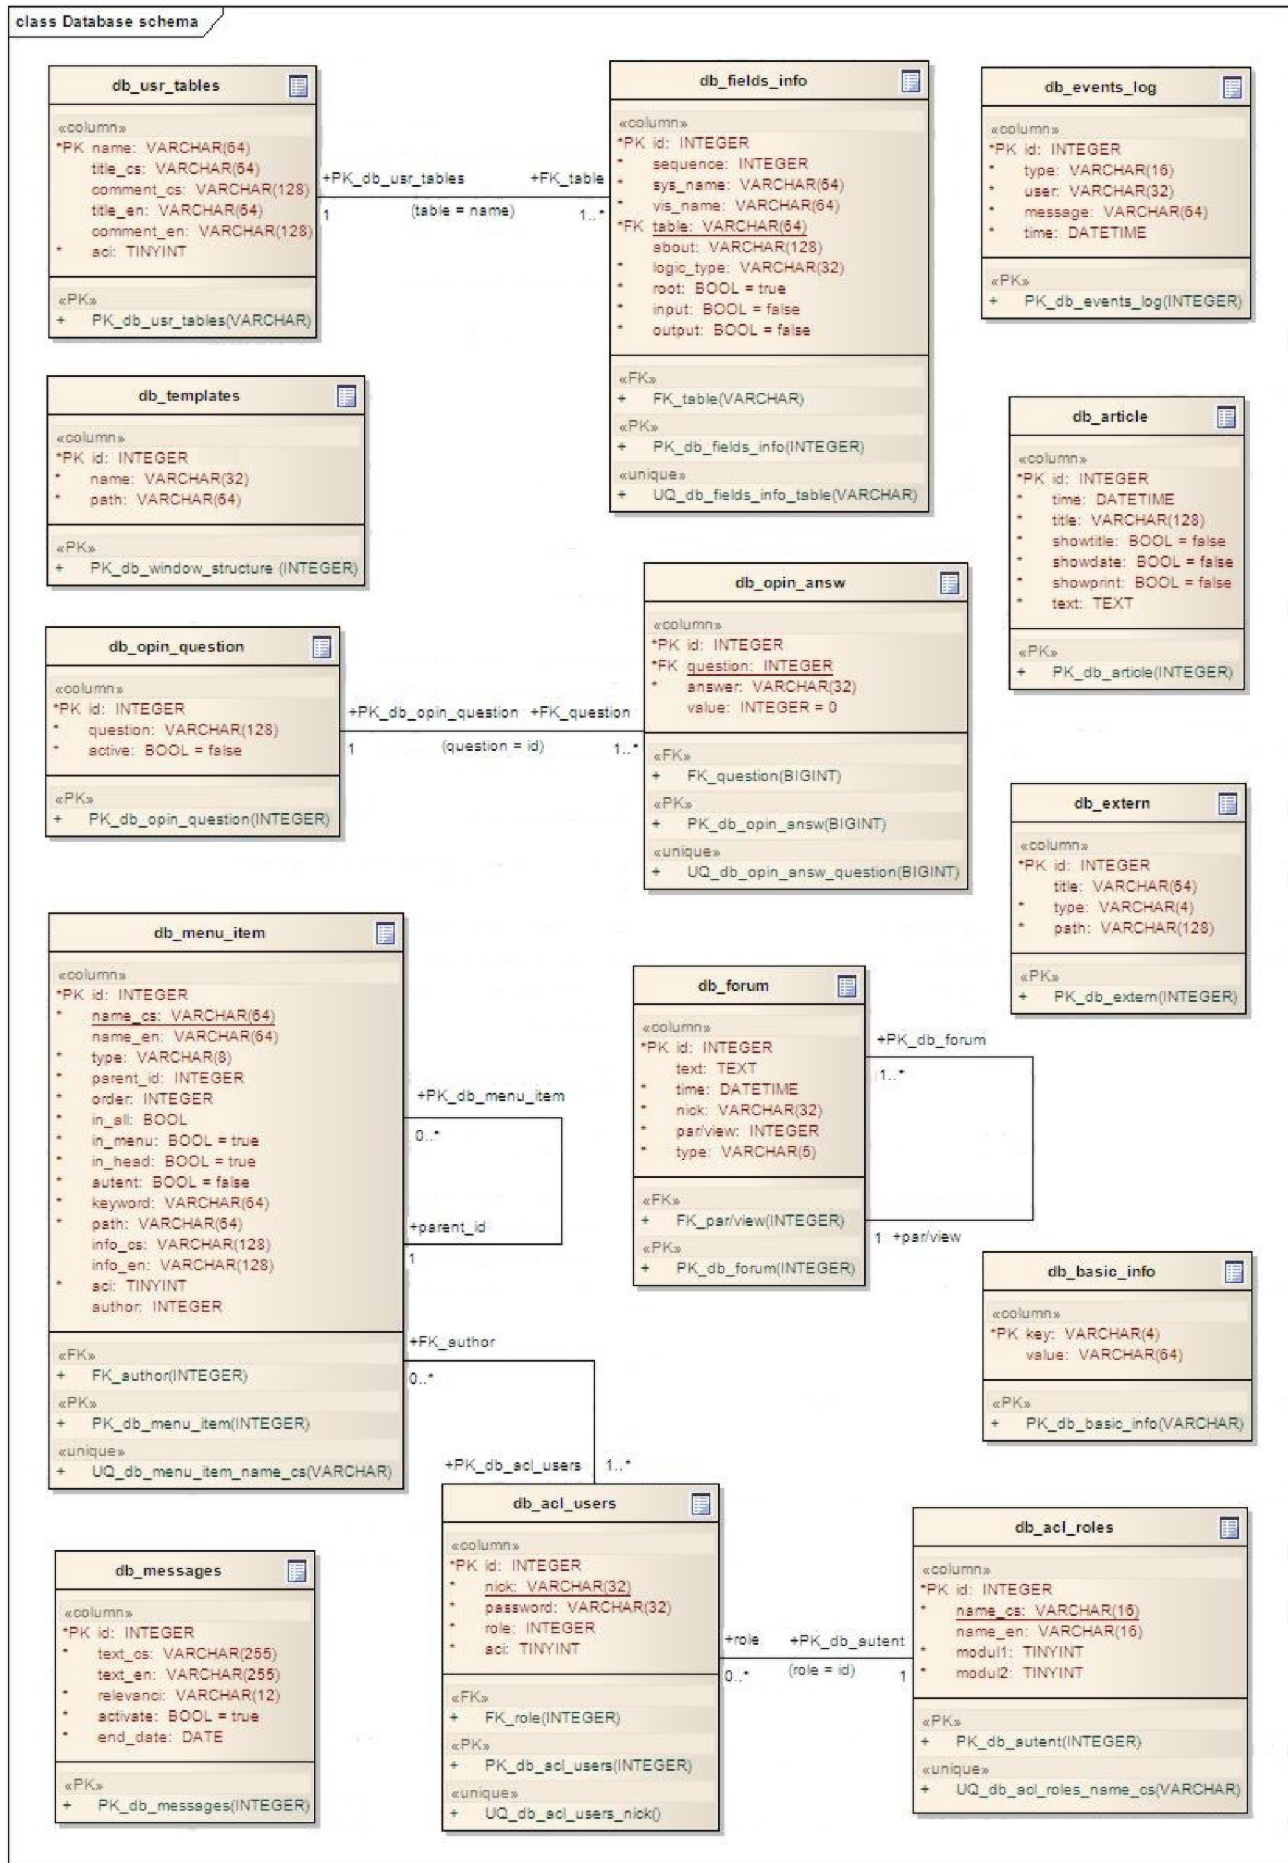 class Database schema
db_usr_tables
«column»
*PK name: VARCHAR(64)
title_cs: VARCHAR(64)
comment_cs: VARCHAR(128)
title_en: VARCHAR(64)
comment_en: VARCHAR(128)
* aci: TINYINT
«PK»
+ PK_db_usr_tables(VARCHAR)
+PK_db_usr_tables
+FK_table
1
(table = name)
1..*
db_fields_info
«column»
*PK id: INTEGER
* sequence: INTEGER
* sys_name: VARCHAR(64)
* vis_name: VARCHAR(64)
*FK table: VARCHAR(64)
about: VARCHAR(128)
* logic_type: VARCHAR(32)
* root: BOOL = true
* input: BOOL = false
* output: BOOL = false
«FK»
+ FK_table(VARCHAR)
«PK»
+ PK_db_fields_info(INTEGER)
«unique»
+ UQ_db_fields_info_table(VARCHAR)
db_events_log
«column»
*PK id: INTEGER
* type: VARCHAR(16)
* user: VARCHAR(32)
* message: VARCHAR(64)
* time: DATETIME
«PK»
+ PK_db_events_log(INTEGER)
db_templates
«column»
*PK id: INTEGER
* name: VARCHAR(32)
* path: VARCHAR(64)
«PK»
+ PK_db_window_structure (INTEGER)
db_article
«column»
*PK id: INTEGER
* time: DATETIME
* title: VARCHAR(128)
* showtitle: BOOL = false
* showdate: BOOL = false
* showprint: BOOL = false
* text: TEXT
«PK»
+ PK_db_article(INTEGER)
db_opin_question
«column»
*PK id: INTEGER
* question: VARCHAR(128)
* active: BOOL = false
«PK»
+ PK_db_opin_question(INTEGER)
+PK_db_opin_question
+FK_question
1
(question = id)
1..*
db_opin_answ
«column»
*PK id: INTEGER
*FK question: INTEGER
* answer: VARCHAR(32)
value: INTEGER = 0
«FK»
+ FK_question(BIGINT)
«PK»
+ PK_db_opin_answ(BIGINT)
«unique»
+ UQ_db_opin_answ_question(BIGINT)
db_extern
«column»
*PK id: INTEGER
title: VARCHAR(64)
* type: VARCHAR(4)
* path: VARCHAR(128)
«PK»
+ PK_db_extern(INTEGER)
db_menu_item
«column»
*PK id: INTEGER
* name_cs: VARCHAR(64)
name_en: VARCHAR(64)
* type: VARCHAR(8)
* parent_id: INTEGER
* order: INTEGER
* in_all: BOOL
* in_menu: BOOL = true
* in_head: BOOL = true
* autent: BOOL = false
* keyword: VARCHAR(64)
* path: VARCHAR(64)
info_cs: VARCHAR(128)
info_en: VARCHAR(128)
* aci: TINYINT
author: INTEGER
«FK»
+ FK_author(INTEGER)
«PK»
+ PK_db_menu_item(INTEGER)
«unique»
+ UQ_db_menu_item_name_cs(VARCHAR)
+PK_db_menu_item
0..*
+parent_id
1
+FK_author
0..*
+PK_db_acl_users
1..*
db_forum
«column»
*PK id: INTEGER
text: TEXT
* time: DATETIME
* nick: VARCHAR(32)
* par/view: INTEGER
* type: VARCHAR(5)
«FK»
+ FK_par/view(INTEGER)
«PK»
+ PK_db_forum(INTEGER)
+PK_db_forum
1..*
1 +par/view
db_basic_info
«column»
*PK key: VARCHAR(4)
value: VARCHAR(64)
«PK»
+ PK_db_basic_info(VARCHAR)
db_messages
«column»
*PK id: INTEGER
* text_cs: VARCHAR(255)
text_en: VARCHAR(255)
* relevanci: VARCHAR(12)
* activate: BOOL = true
* end_date: DATE
«PK»
+ PK_db_messages(INTEGER)
db_acl_users
«column»
*PK id: INTEGER
* nick: VARCHAR(32)
* password: VARCHAR(32)
* role: INTEGER
* aci: TINYINT
«FK»
+ FK_role(INTEGER)
«PK»
+ PK_db_acl_users(INTEGER)
«unique»
+ UQ_db_acl_users_nick()
+role
+PK_db_autent
0..*
(role = id)
1
db_acl_roles
«column»
*PK id: INTEGER
* name_cs: VARCHAR(16)
name_en: VARCHAR(16)
* modul1: TINYINT
* modul2: TINYINT
«PK»
+ PK_db_autent(INTEGER)
«unique»
+ UQ_db_acl_roles_name_cs(VARCHAR)